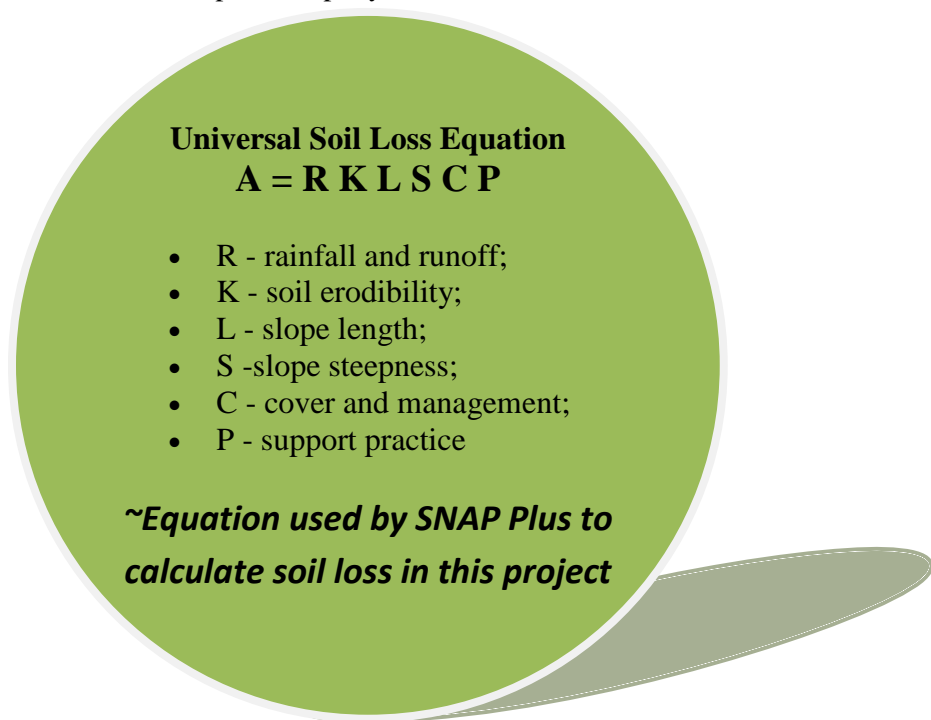 Universal Soil Loss Equation
A = R K L S C P
• R - rainfall and runoff;
• K - soil erodibility;
• L - slope length;
• S -slope steepness;
• C - cover and management;
• P - support practice
~Equation used by SNAP Plus to
calculate soil loss in this project